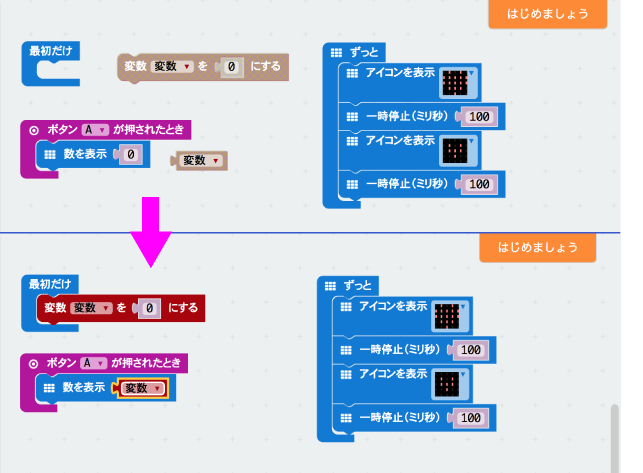 はじめましょう
最初だけ
変数 変数 を 0 にする
ずっと
アイコンを表示
一時停止(ミリ秒) 100
アイコンを表示
一時停止(ミリ秒) 100
ボタン A が押されたとき
数を表示 0
変数
はじめましょう
最初だけ
変数 変数 を 0 にする
ボタン A が押されたとき
数を表示 変数
ずっと
アイコンを表示
一時停止(ミリ秒) 100
アイコンを表示
一時停止(ミリ秒) 100